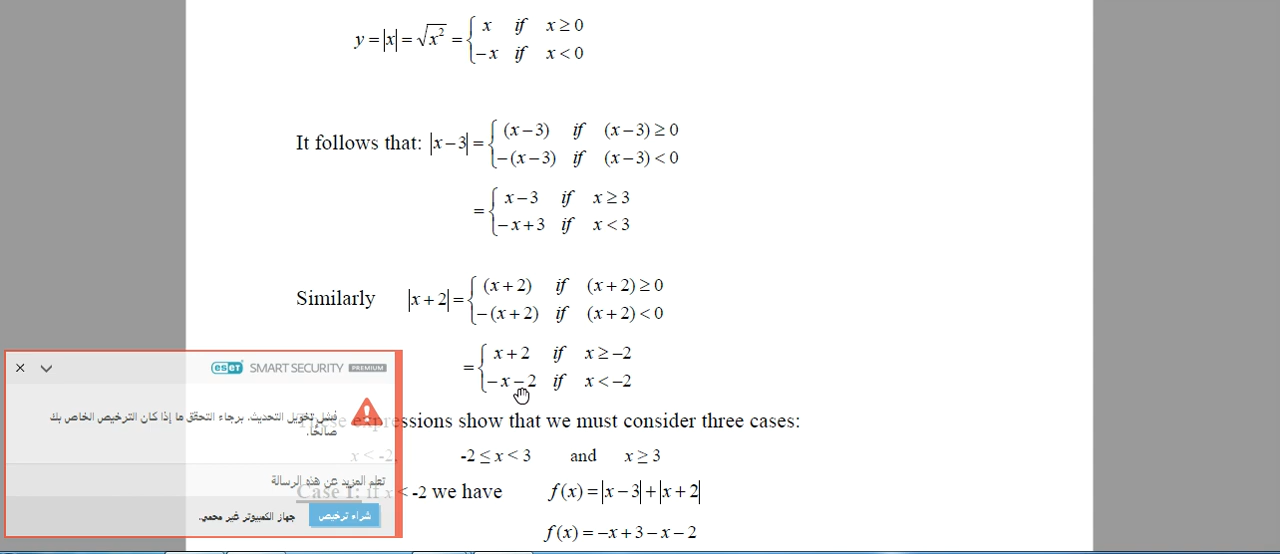 y = |x| = √x² = { x if x ≥ 0
−x if x < 0
It follows that: |x − 3| = { (x − 3) if (x − 3) ≥ 0
−(x − 3) if (x − 3) < 0
= { x − 3 if x ≥ 3
−x + 3 if x < 3
Similarly |x + 2| = { (x + 2) if (x + 2) ≥ 0
−(x + 2) if (x + 2) < 0
= { x + 2 if x ≥ −2
−x − 2 if x < −2
expressions show that we must consider three cases:
x < -2, -2 ≤ x < 3 and x ≥ 3
Case 1: if x < -2 we have f(x) = |x − 3| + |x + 2|
f(x) = −x + 3 − x − 2
eset SMART SECURITY PREMIUM
فشل تخويل التحديث. برجاء التحقق ما إذا كان الترخيص الخاص بك
صالحًا.
تعلم المزيد عن هذه الرسالة
شراء ترخيص جهاز الكمبيوتر غير محمي.